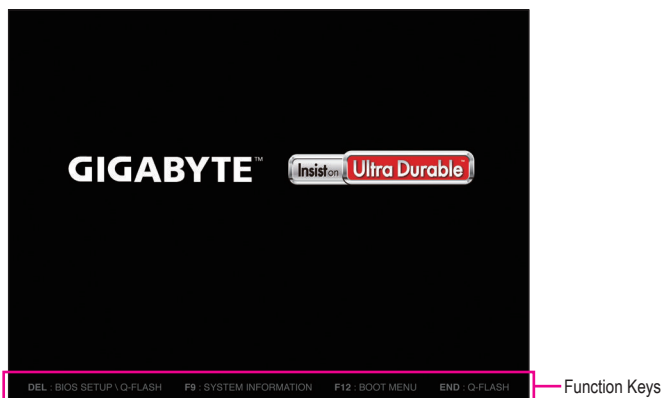 GIGABYTE™ Insist on Ultra Durable™
DEL : BIOS SETUP \ Q-FLASH F9 : SYSTEM INFORMATION F12 : BOOT MENU END : Q-FLASH
Function Keys